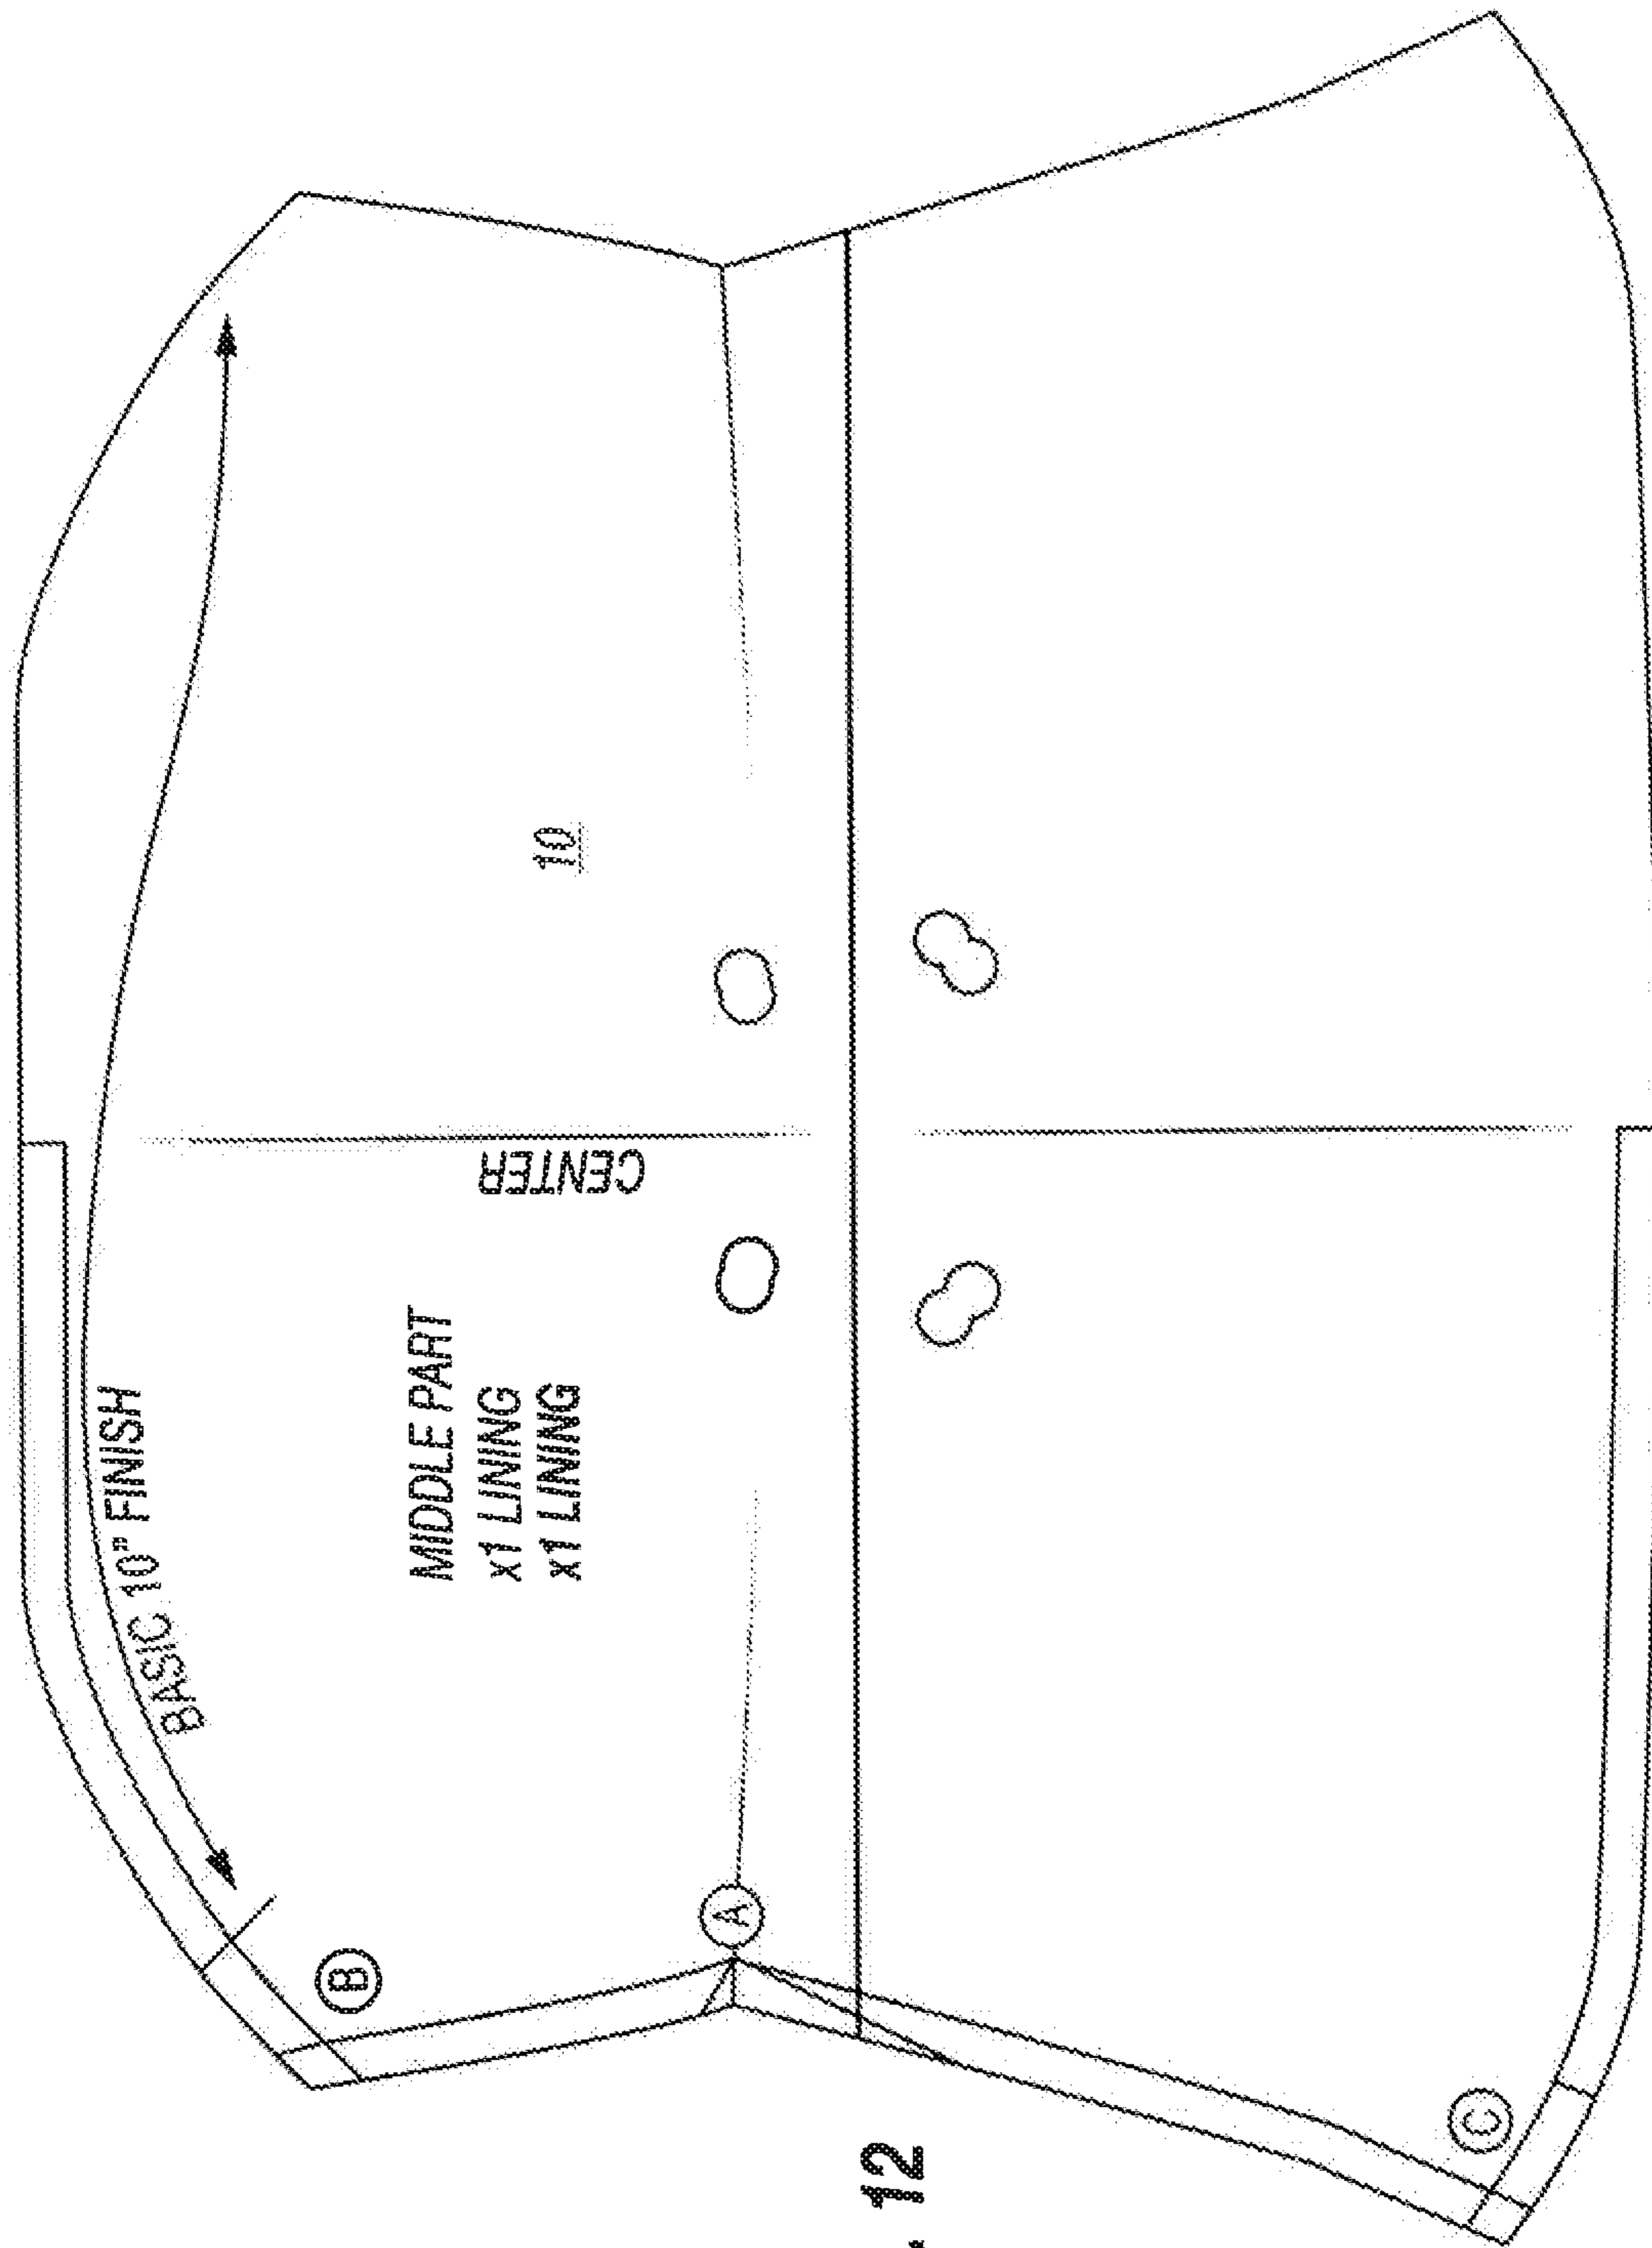 BASIC 10" FINISH
MIDDLE PART
x1 LINING
x1 LINING
CENTER
10
B
A
C
12